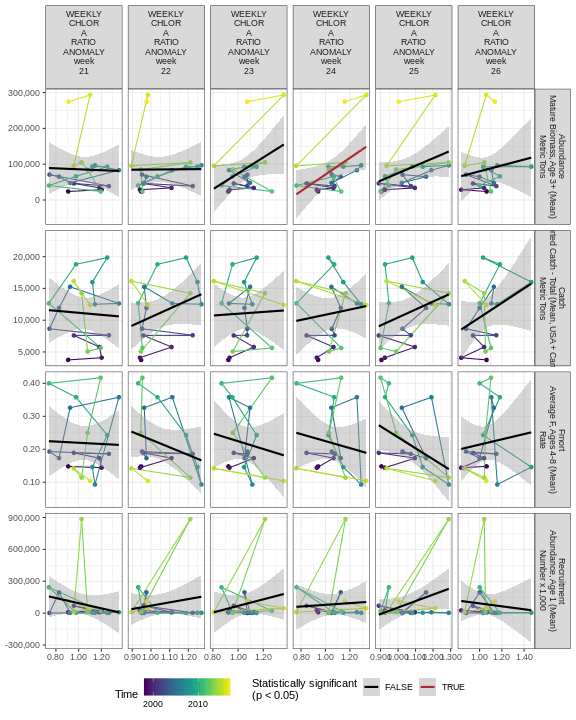 WEEKLY
CHLOR
A
RATIO
ANOMALY
week
21
WEEKLY
CHLOR
A
RATIO
ANOMALY
week
22
WEEKLY
CHLOR
A
RATIO
ANOMALY
week
23
WEEKLY
CHLOR
A
RATIO
ANOMALY
week
24
WEEKLY
CHLOR
A
RATIO
ANOMALY
week
25
WEEKLY
CHLOR
A
RATIO
ANOMALY
week
26
300,000
200,000
100,000
0
Abundance
Mature Biomass, Age 3+ (Mean)
Metric Tons
20,000
15,000
10,000
5,000
Catch
rted Catch - Total (Mean, USA + Can
Metric Tons
0.40
0.30
0.20
0.10
Fmort
Average F, Ages 4-8 (Mean)
Rate
900,000
600,000
300,000
0
-300,000
Recruitment
Abundance, Age 1 (Mean)
Number x 1,000
0.80 1.00 1.20
0.90 1.00 1.10 1.20
0.80 1.00 1.20
0.80 1.00 1.20
0.900 1.000 1.100 1.200 1.300
1.00 1.20 1.40
Time
2000 2010
Statistically significant
(p < 0.05)
FALSE
TRUE